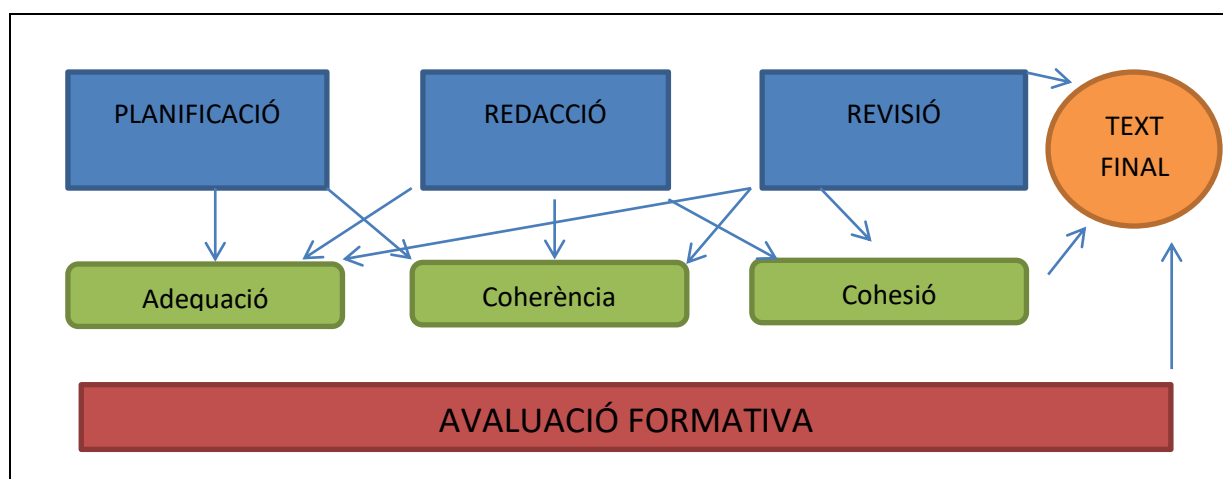 PLANIFICACIÓ
REDACCIÓ
REVISIÓ
TEXT
FINAL
Adequació
Coherència
Cohesió
AVALUACIÓ FORMATIVA